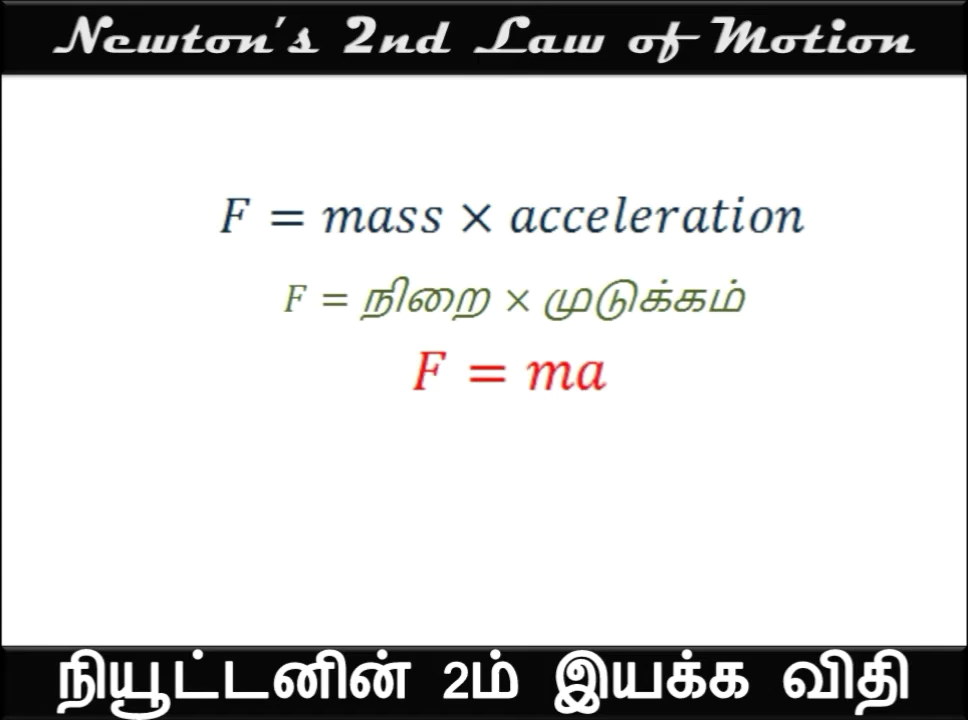 Newton's 2nd Law of Motion
F = mass × acceleration
F = நிறை × முடுக்கம்
F = ma
நியூட்டனின் 2ம் இயக்க விதி